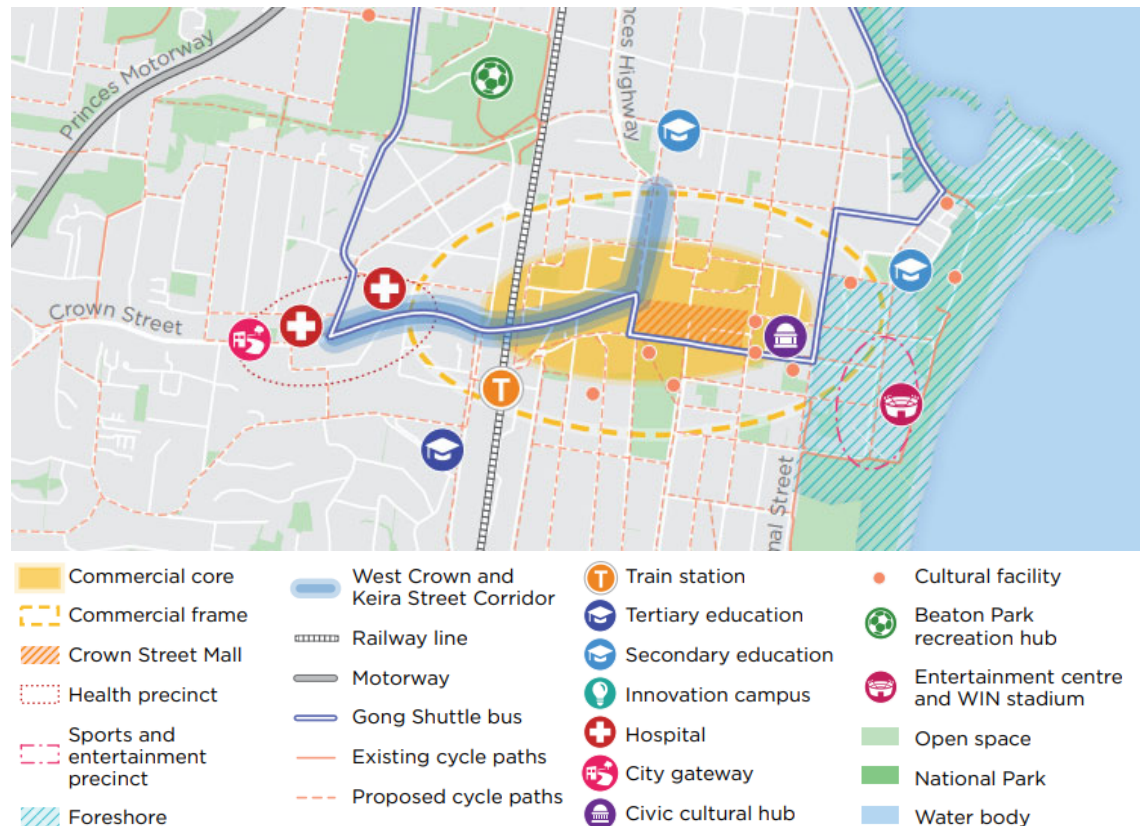 Princes Motorway
nces Highway
Crown Street
T
nal Street
Commercial core
Commercial frame
Crown Street Mall
Health precinct
Sports and
entertainment
precinct
Foreshore
West Crown and
Keira Street Corridor
Railway line
Motorway
Gong Shuttle bus
Existing cycle paths
Proposed cycle paths
T
Train station
Tertiary education
Secondary education
Innovation campus
Hospital
City gateway
Civic cultural hub
Cultural facility
Beaton Park
recreation hub
Entertainment centre
and WIN stadium
Open space
National Park
Water body